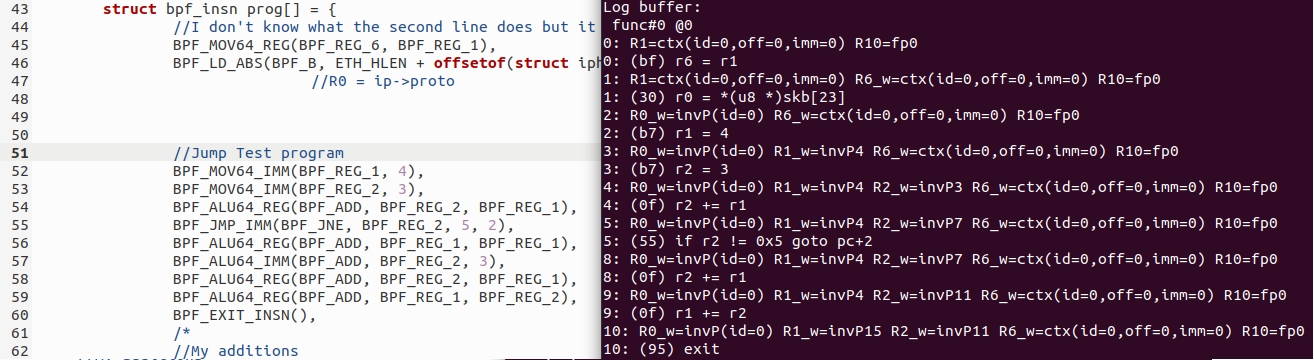 43 struct bpf_insn prog[] = {
44 //I don't know what the second line does but it
45 BPF_MOV64_REG(BPF_REG_6, BPF_REG_1),
46 BPF_LD_ABS(BPF_B, ETH_HLEN + offsetof(struct iph
47 //R0 = ip->proto
48
49
50
51 //Jump Test program
52 BPF_MOV64_IMM(BPF_REG_1, 4),
53 BPF_MOV64_IMM(BPF_REG_2, 3),
54 BPF_ALU64_REG(BPF_ADD, BPF_REG_2, BPF_REG_1),
55 BPF_JMP_IMM(BPF_JNE, BPF_REG_2, 5, 2),
56 BPF_ALU64_REG(BPF_ADD, BPF_REG_1, BPF_REG_1),
57 BPF_ALU64_IMM(BPF_ADD, BPF_REG_2, 3),
58 BPF_ALU64_REG(BPF_ADD, BPF_REG_2, BPF_REG_1),
59 BPF_ALU64_REG(BPF_ADD, BPF_REG_1, BPF_REG_2),
60 BPF_EXIT_INSN(),
61 /*
62 //My additions
Log buffer:
func#0 @0
0: R1=ctx(id=0,off=0,imm=0) R10=fp0
0: (bf) r6 = r1
1: R1=ctx(id=0,off=0,imm=0) R6_w=ctx(id=0,off=0,imm=0) R10=fp0
1: (30) r0 = *(u8 *)skb[23]
2: R0_w=invP(id=0) R6_w=ctx(id=0,off=0,imm=0) R10=fp0
2: (b7) r1 = 4
3: R0_w=invP(id=0) R1_w=invP4 R6_w=ctx(id=0,off=0,imm=0) R10=fp0
3: (b7) r2 = 3
4: R0_w=invP(id=0) R1_w=invP4 R2_w=invP3 R6_w=ctx(id=0,off=0,imm=0) R10=fp0
4: (0f) r2 += r1
5: R0_w=invP(id=0) R1_w=invP4 R2_w=invP7 R6_w=ctx(id=0,off=0,imm=0) R10=fp0
5: (55) if r2 != 0x5 goto pc+2
8: R0_w=invP(id=0) R1_w=invP4 R2_w=invP7 R6_w=ctx(id=0,off=0,imm=0) R10=fp0
8: (0f) r2 += r1
9: R0_w=invP(id=0) R1_w=invP4 R2_w=invP11 R6_w=ctx(id=0,off=0,imm=0) R10=fp0
9: (0f) r1 += r2
10: R0_w=invP(id=0) R1_w=invP15 R2_w=invP11 R6_w=ctx(id=0,off=0,imm=0) R10=fp0
10: (95) exit